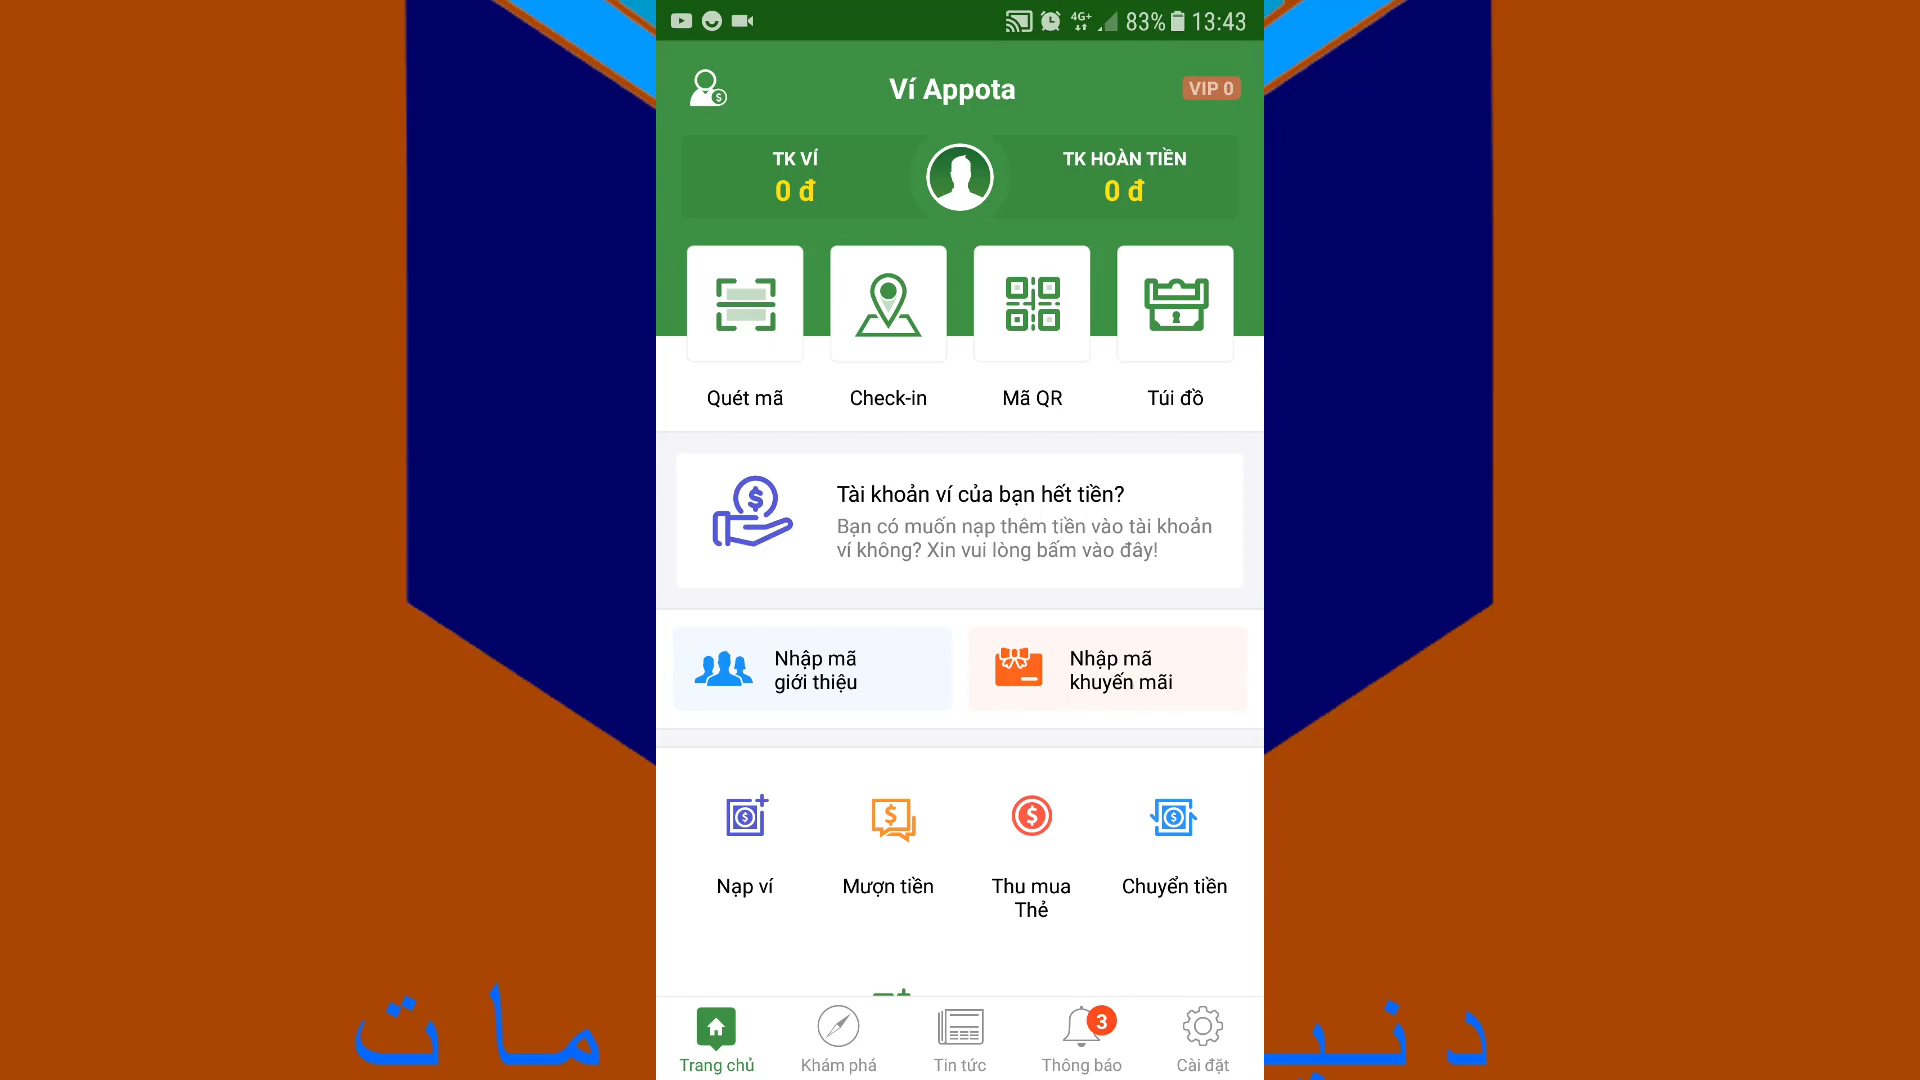 83% 13:43
Ví Appota
VIP 0
TK VÍ
0 đ
TK HOÀN TIỀN
0 đ
Quét mã
Check-in
Mã QR
Túi đồ
Tài khoản ví của bạn hết tiền?
Bạn có muốn nạp thêm tiền vào tài khoản
ví không? Xin vui lòng bấm vào đây!
Nhập mã
giới thiệu
Nhập mã
khuyến mãi
Nạp ví
Mượn tiền
Thu mua
Thẻ
Chuyển tiền
3
Trang chủ
Khám phá
Tin tức
Thông báo
Cài đặt